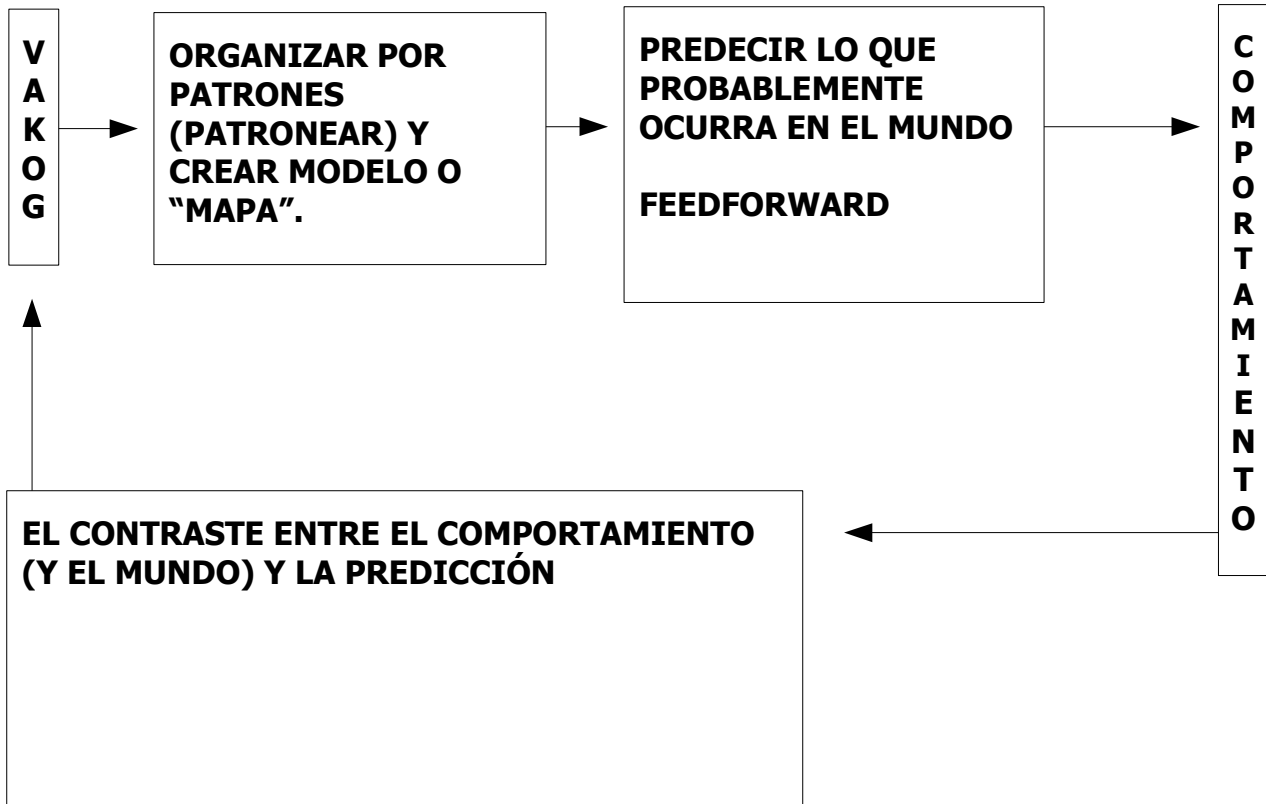 V
A
K
O
G
ORGANIZAR POR
PATRONES
(PATRONEAR) Y
CREAR MODELO O
“MAPA”.
PREDECIR LO QUE
PROBABLEMENTE
OCURRA EN EL MUNDO
FEEDFORWARD
C
O
M
P
O
R
T
A
M
I
E
N
T
O
EL CONTRASTE ENTRE EL COMPORTAMIENTO
(Y EL MUNDO) Y LA PREDICCIÓN